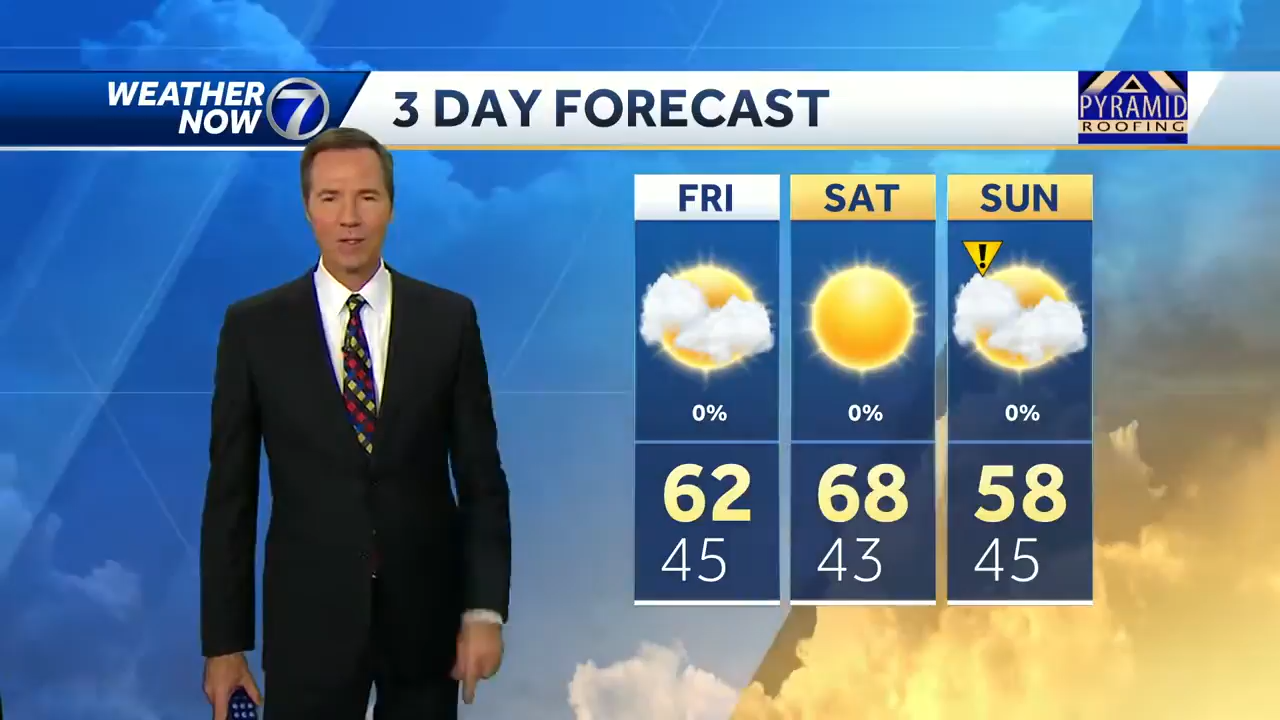 WEATHER
NOW 7
3 DAY FORECAST
PYRAMID
ROOFING INC
FRI SAT SUN
!
0% 0% 0%
62 68 58
45 43 45